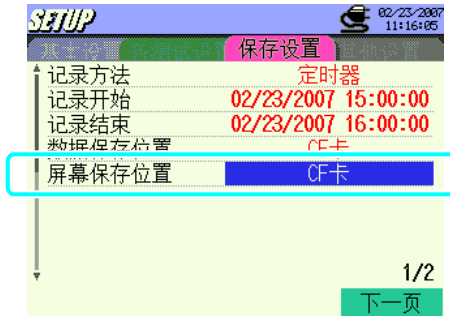 SETUP
02/23/2007
11:16:05
保存设置
记录方法 定时器
记录开始 02/23/2007 15:00:00
记录结束 02/23/2007 16:00:00
数据保存位置 CF卡
屏幕保存位置 CF卡
1/2
下一页